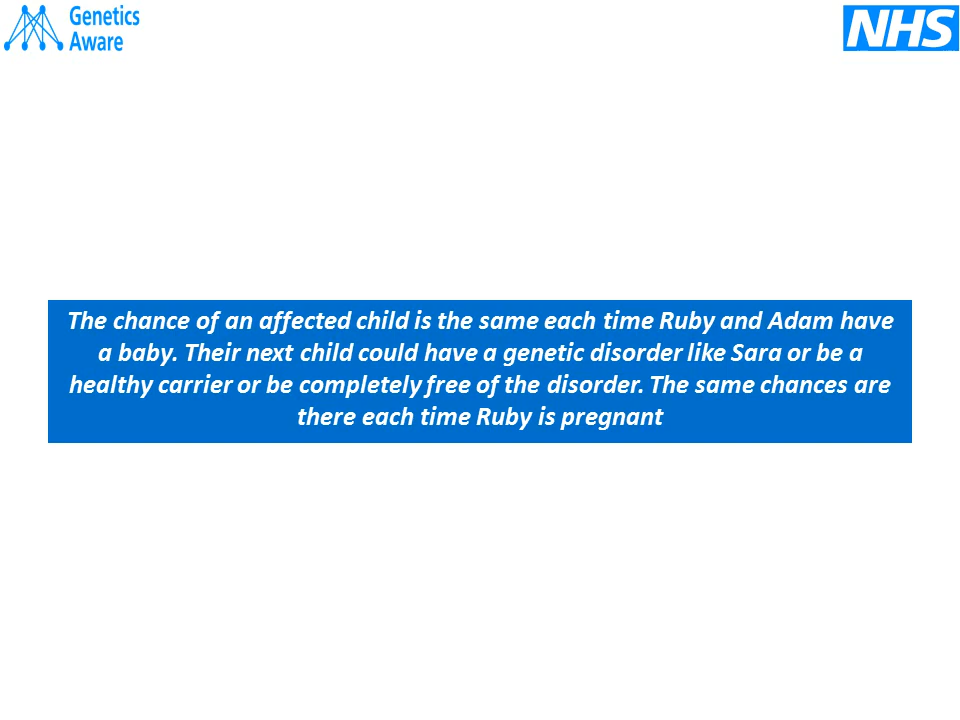 Genetics
Aware
NHS
The chance of an affected child is the same each time Ruby and Adam have
a baby. Their next child could have a genetic disorder like Sara or be a
healthy carrier or be completely free of the disorder. The same chances are
there each time Ruby is pregnant